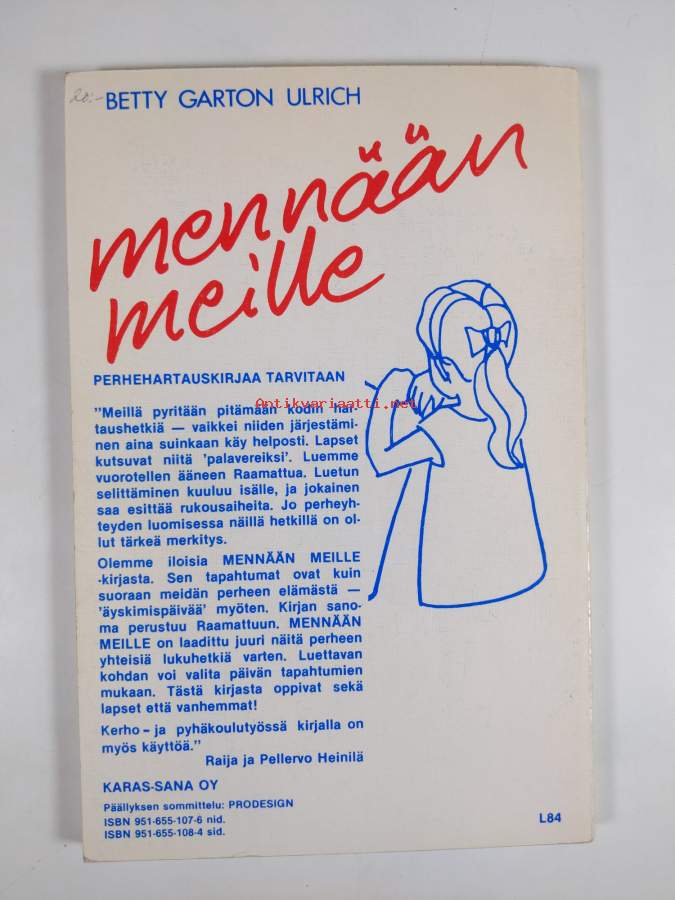 20:-
BETTY GARTON ULRICH
mennään
meille
PERHEHARTAUSKIRJAA TARVITAAN
Antikvariaatti.net
"Meillä pyritään pitämään kodin har-
taushetkiä — vaikkei niiden järjestämi-
nen aina suinkaan käy helposti. Lapset
kutsuvat niitä 'palavereiksi'. Luemme
vuorotellen ääneen Raamattua. Luetun
selittäminen kuuluu isälle, ja jokainen
saa esittää rukousaiheita. Jo perheyh-
teyden luomisessa näillä hetkillä on ol-
lut tärkeä merkitys.
Olemme iloisia MENNÄÄN MEILLE
-kirjasta. Sen tapahtumat ovat kuin
suoraan meidän perheen elämästä —
'äyskimispäivää' myöten. Kirjan sano-
ma perustuu Raamattuun. MENNÄÄN
MEILLE on laadittu juuri näitä perheen
yhteisiä lukuhetkiä varten. Luettavan
kohdan voi valita päivän tapahtumien
mukaan. Tästä kirjasta oppivat sekä
lapset että vanhemmat!
Kerho – ja pyhäkoulutyössä kirjalla on
myös käyttöä."
Raija ja Pellervo Heinilä
KARAS-SANA OY
Päällyksen sommittelu: PRODESIGN
ISBN 951-655-107-6 nid.
ISBN 951-655-108-4 sid.
L84